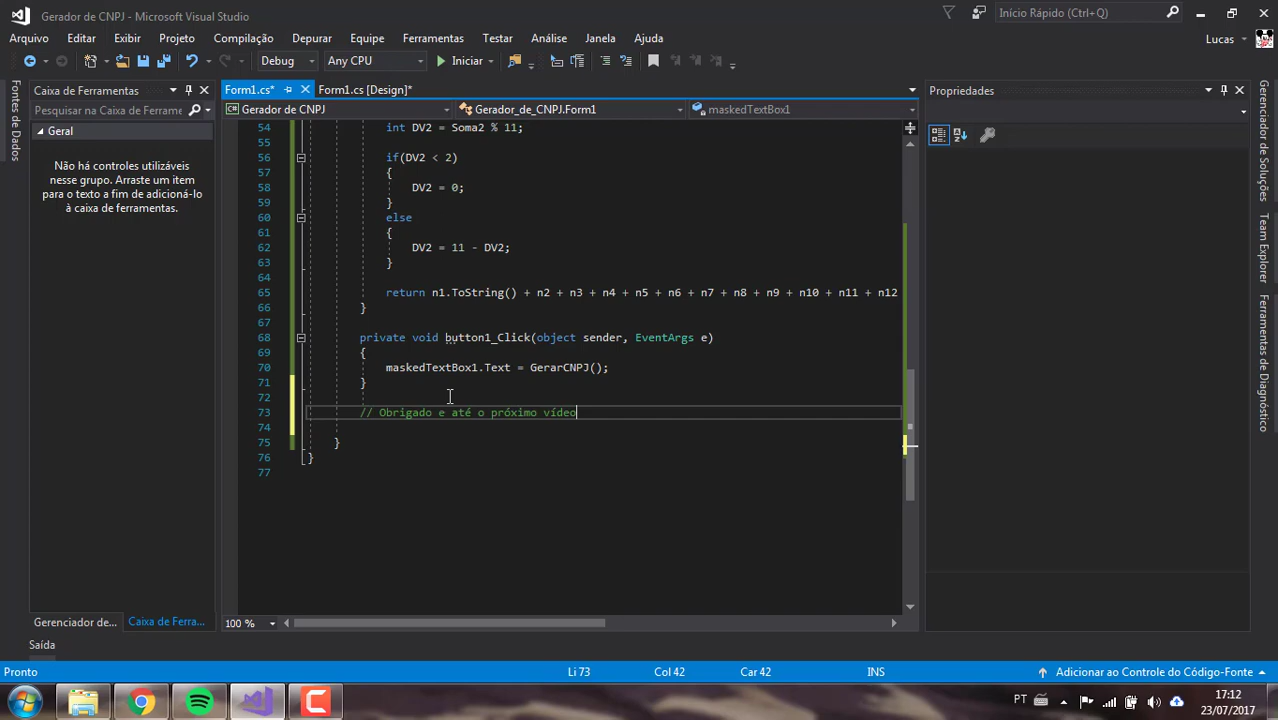 Gerador de CNPJ - Microsoft Visual Studio
Início Rápido (Ctrl+Q)
Arquivo Editar Exibir Projeto Compilação Depurar Equipe Ferramentas Testar Análise Janela Ajuda
Lucas
Debug Any CPU Iniciar
Fontes de Dados
Caixa de Ferramentas
Pesquisar na Caixa de Ferrame
Geral
Não há controles utilizáveis
nesse grupo. Arraste um item
para o texto a fim de adicioná-lo
à caixa de ferramentas.
Gerenciador de... Caixa de Ferra...
Form1.cs* Form1.cs [Design]*
Gerador de CNPJ Gerador_de_CNPJ.Form1 maskedTextBox1
54 int DV2 = Soma2 % 11;
55
56 if(DV2 < 2)
57 {
58 DV2 = 0;
59 }
60 else
61 {
62 DV2 = 11 - DV2;
63 }
64
65 return n1.ToString() + n2 + n3 + n4 + n5 + n6 + n7 + n8 + n9 + n10 + n11 + n12
66 }
67
68 private void button1_Click(object sender, EventArgs e)
69 {
70 maskedTextBox1.Text = GerarCNPJ();
71 }
72
73 // Obrigado e até o próximo vídeo
74
75 }
76 }
77
100 %
Propriedades
Gerenciador de Soluções
Team Explorer
Ferramentas de Diagnóstico
Saída
Pronto Li 73 Col 42 Car 42 INS Adicionar ao Controle do Código-Fonte
PT
17:12
23/07/2017